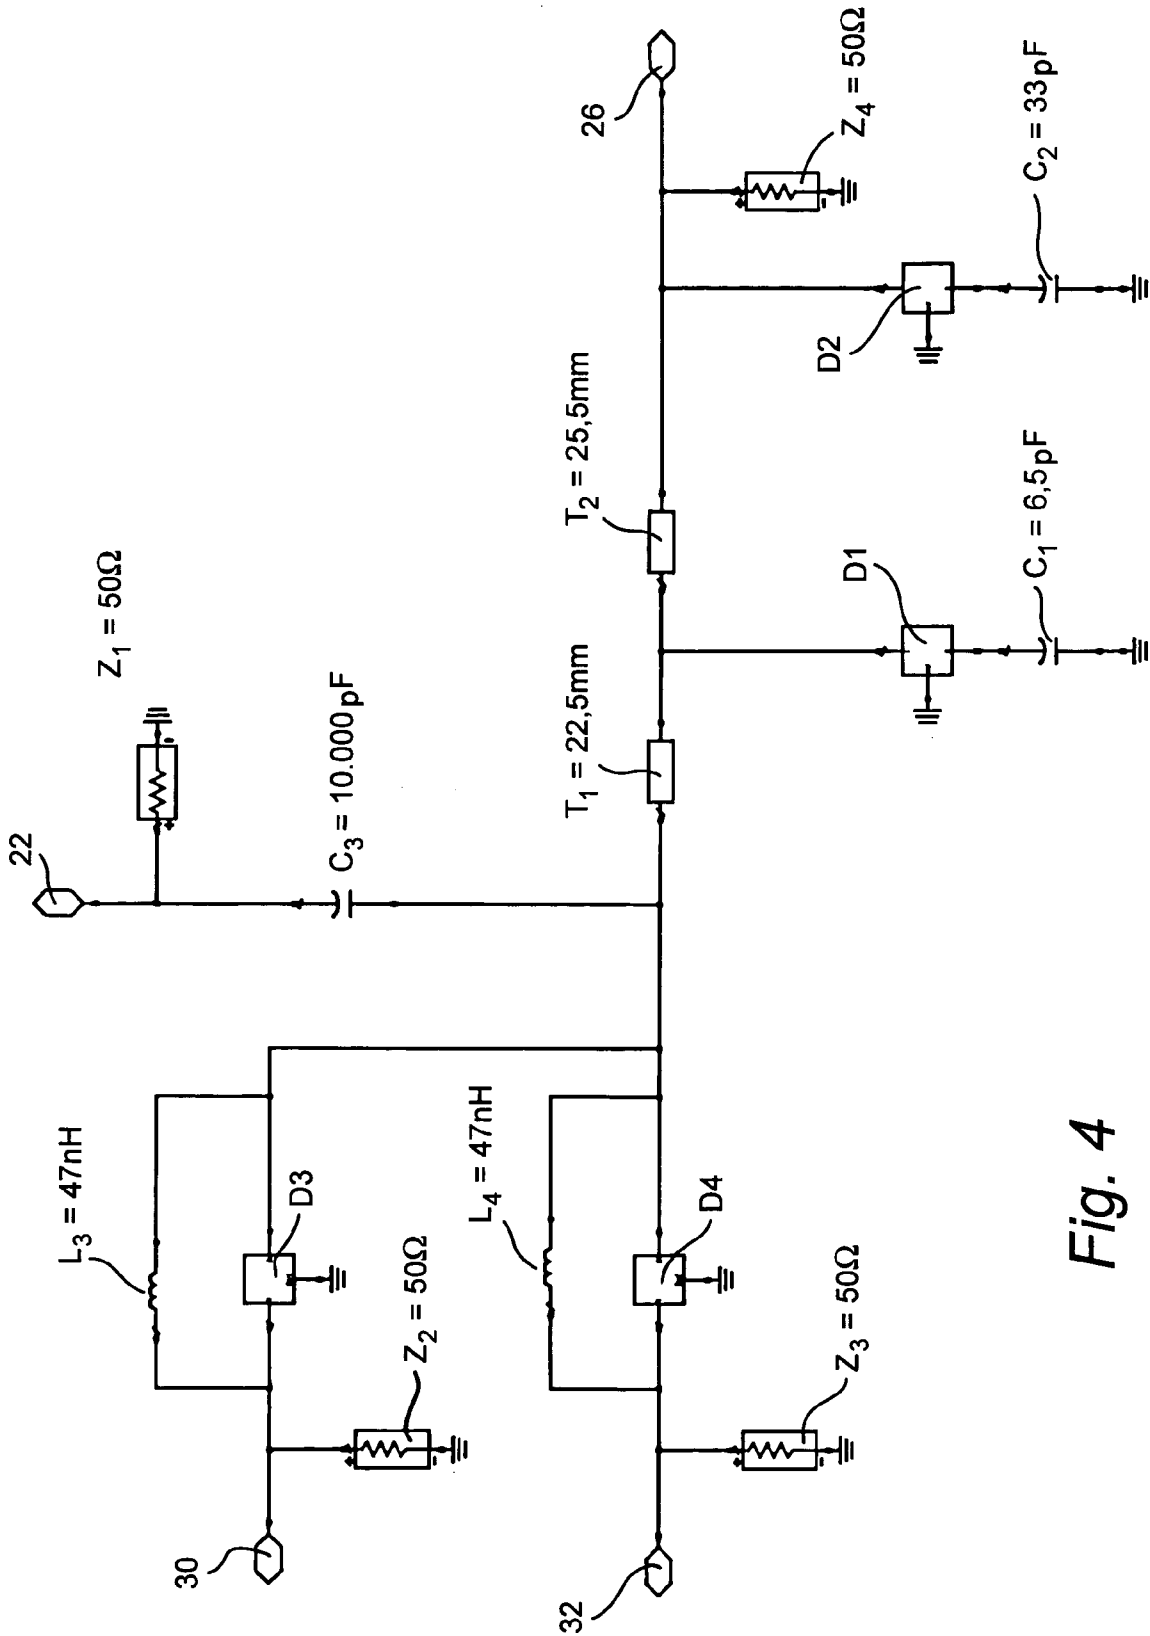 22
Z₁ = 50Ω
C₃ = 10.000pF
26
Z₄ = 50Ω
L₃ = 47nH
D3
Z₂ = 50Ω
30
T₁ = 22,5mm
T₂ = 25,5mm
D2
C₂ = 33pF
D1
C₁ = 6,5pF
L₄ = 47nH
D4
Z₃ = 50Ω
32
+
-
+
-
+
-
+
-
Fig. 4